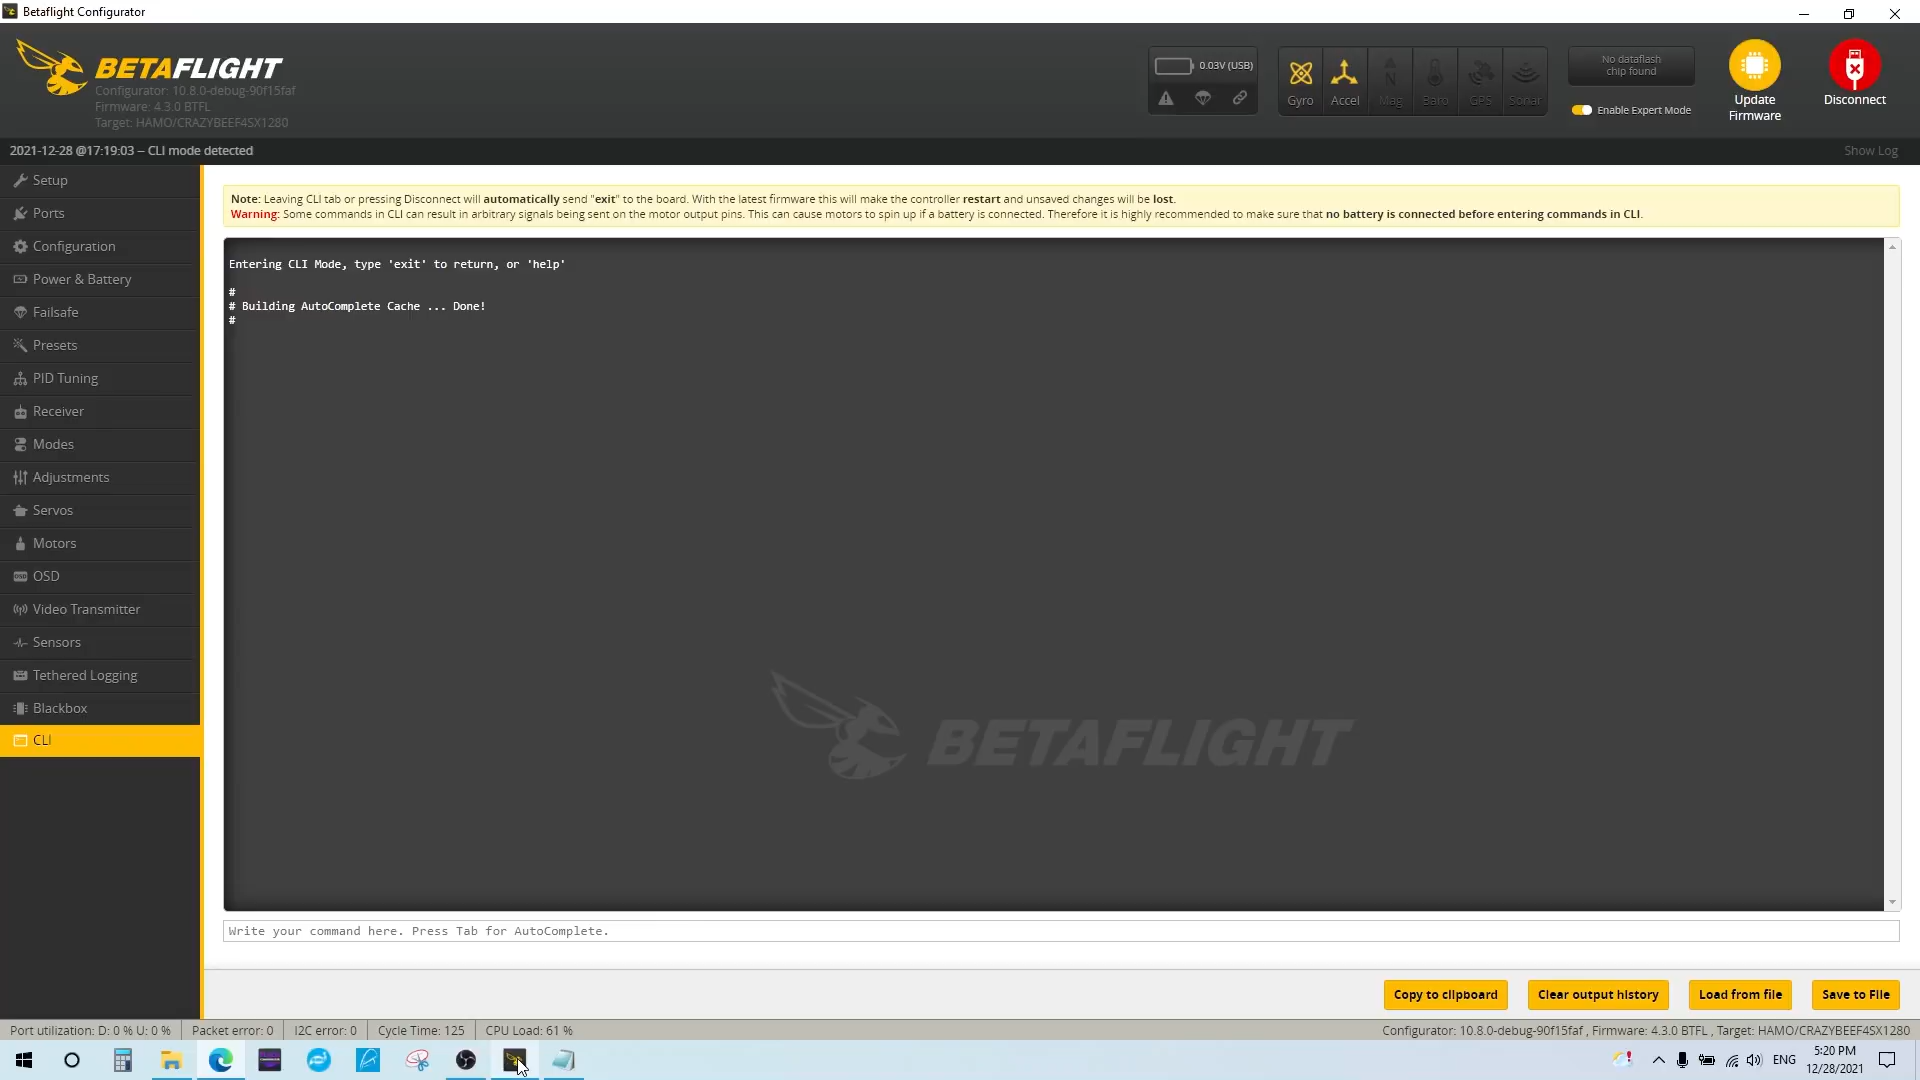 Betaflight Configurator
BETAFLIGHT
Configurator: 10.8.0-debug-90f15faf
Firmware: 4.3.0 BTFL
Target: HAMO/CRAZYBEEF4SX1280
0.03V (USB)
Gyro
Accel
Mag
Baro
GPS
Sonar
No dataflash
chip found
Enable Expert Mode
Update
Firmware
Disconnect
2021-12-28 @17:19:03 -- CLI mode detected
Show Log
Setup
Ports
Configuration
Power & Battery
Failsafe
Presets
PID Tuning
Receiver
Modes
Adjustments
Servos
Motors
OSD
Video Transmitter
Sensors
Tethered Logging
Blackbox
CLI
Note: Leaving CLI tab or pressing Disconnect will automatically send "exit" to the board. With the latest firmware this will make the controller restart and unsaved changes will be lost.
Warning: Some commands in CLI can result in arbitrary signals being sent on the motor output pins. This can cause motors to spin up if a battery is connected. Therefore it is highly recommended to make sure that no battery is connected before entering commands in CLI.
Entering CLI Mode, type 'exit' to return, or 'help'
#
# Building AutoComplete Cache ... Done!
#
BETAFLIGHT
Write your command here. Press Tab for AutoComplete.
Copy to clipboard
Clear output history
Load from file
Save to File
Port utilization: D: 0 % U: 0 %
Packet error: 0
I2C error: 0
Cycle Time: 125
CPU Load: 61 %
Configurator: 10.8.0-debug-90f15faf , Firmware: 4.3.0 BTFL , Target: HAMO/CRAZYBEEF4SX1280
ENG
5:20 PM
12/28/2021